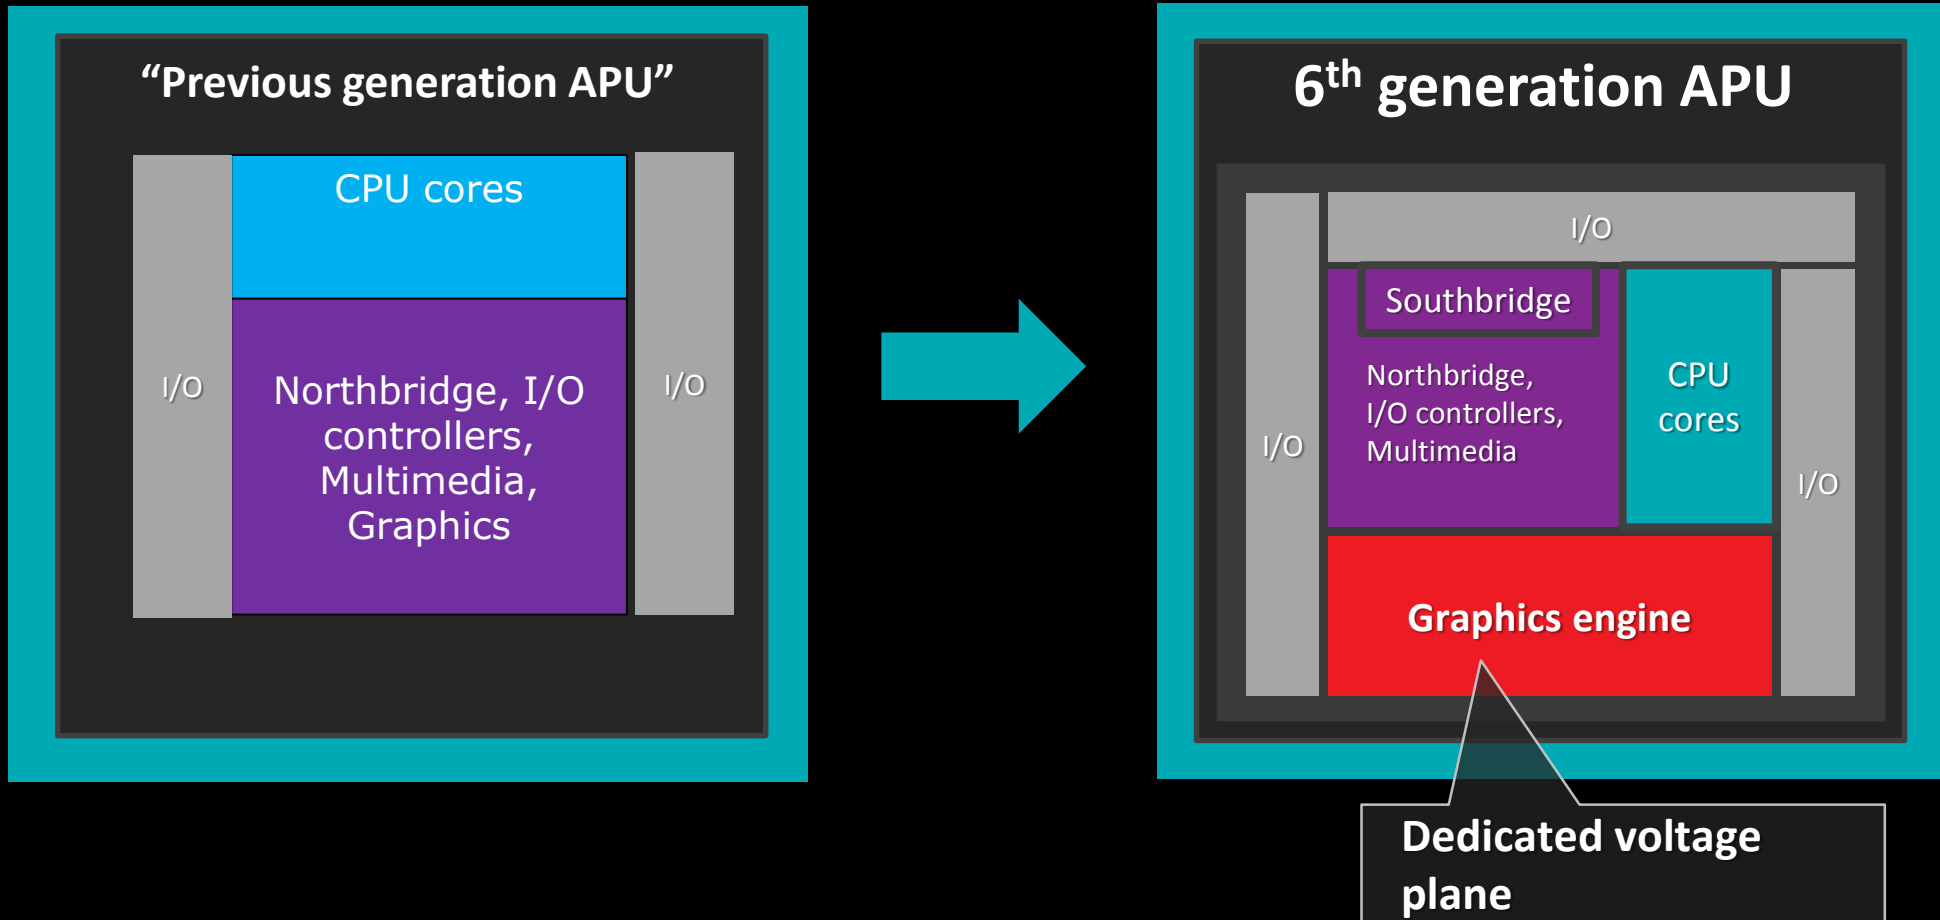 “Previous generation APU”
CPU cores
I/O
Northbridge, I/O
controllers,
Multimedia,
Graphics
I/O
6th generation APU
I/O
Southbridge
Northbridge,
I/O controllers,
Multimedia
CPU
cores
I/O
I/O
Graphics engine
Dedicated voltage
plane